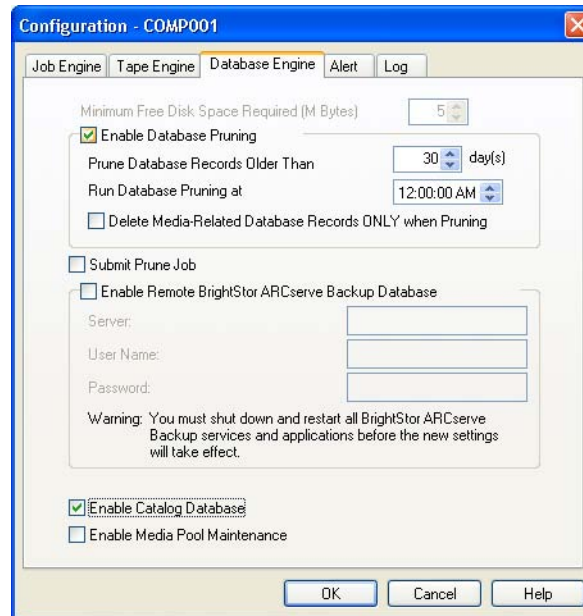 Configuration - COMP001
Job Engine Tape Engine Database Engine Alert Log
Minimum Free Disk Space Required (M Bytes) 5
Enable Database Pruning
Prune Database Records Older Than 30 day(s)
Run Database Pruning at 12:00:00 AM
Delete Media-Related Database Records ONLY when Pruning
Submit Prune Job
Enable Remote BrightStor ARCserve Backup Database
Server:
User Name:
Password:
Warning: You must shut down and restart all BrightStor ARCserve
Backup services and applications before the new settings
will take effect.
Enable Catalog Database
Enable Media Pool Maintenance
OK Cancel Help